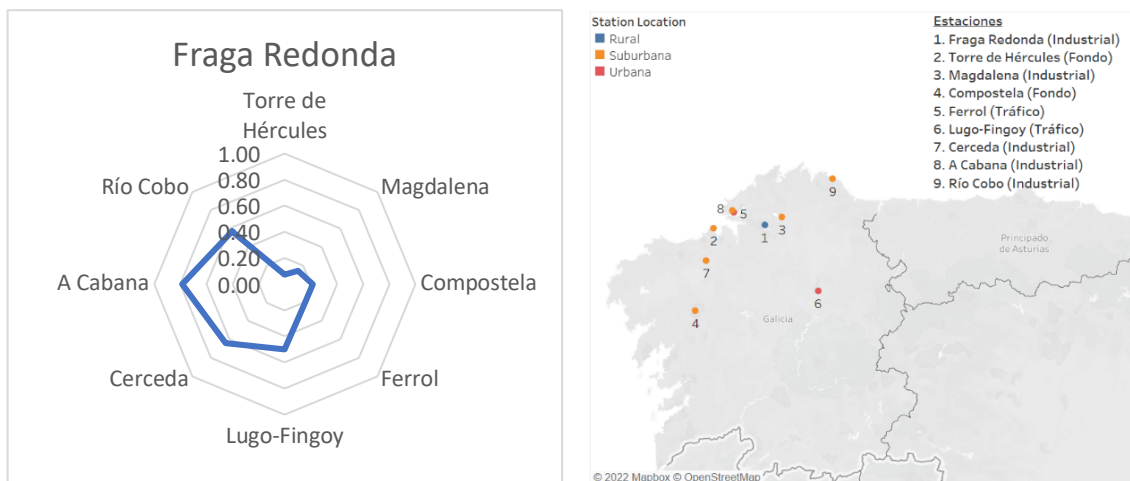 Fraga Redonda
Torre de
Hércules
1.00
0.80
0.60
0.40
0.20
0.00
Magdalena
Compostela
Ferrol
Lugo-Fingoy
Cerceda
A Cabana
Río Cobo
Station Location
Rural
Suburbana
Urbana
Estaciones
1. Fraga Redonda (Industrial)
2. Torre de Hércules (Fondo)
3. Magdalena (Industrial)
4. Compostela (Fondo)
5. Ferrol (Tráfico)
6. Lugo-Fingoy (Tráfico)
7. Cerceda (Industrial)
8. A Cabana (Industrial)
9. Río Cobo (Industrial)
9
8
5
3
1
2
7
6
4
Principado
de Asturias
Galicia
© 2022 Mapbox © OpenStreetMap